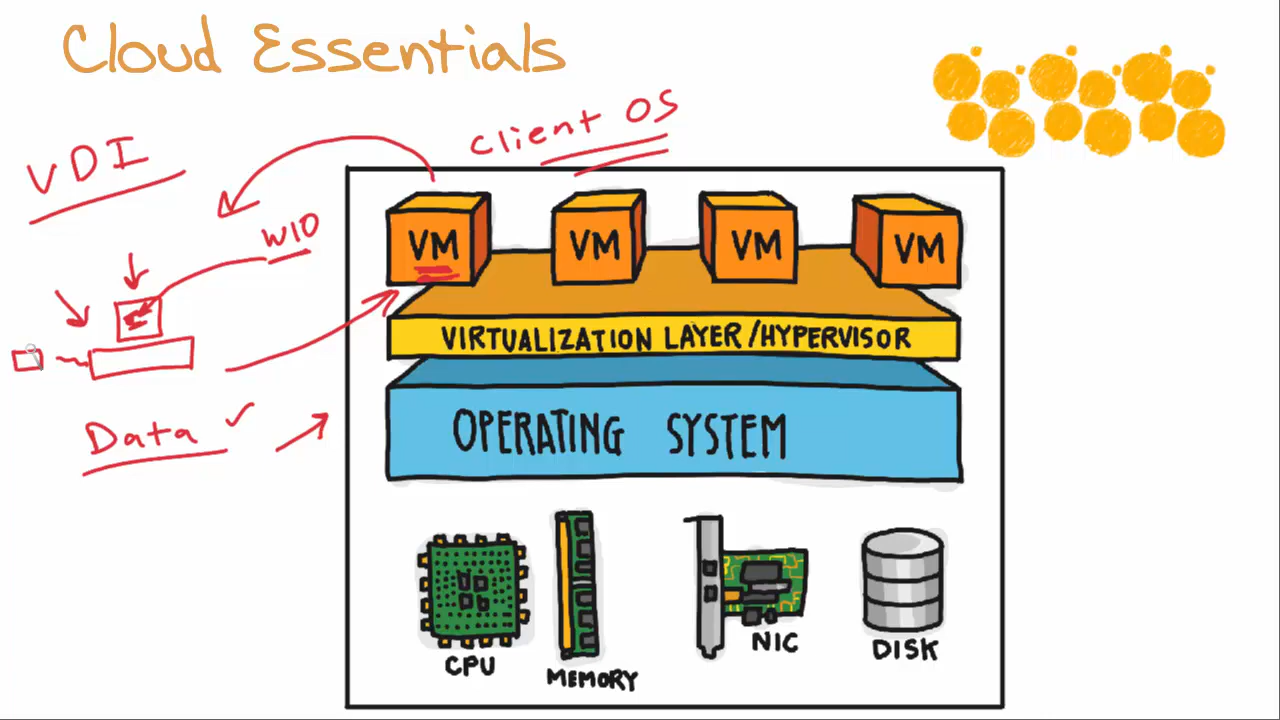 Cloud Essentials
Client OS
VDI
W10
VM VM VM VM
VIRTUALIZATION LAYER/HYPERVISOR
Data
OPERATING SYSTEM
CPU
MEMORY
NIC
DISK